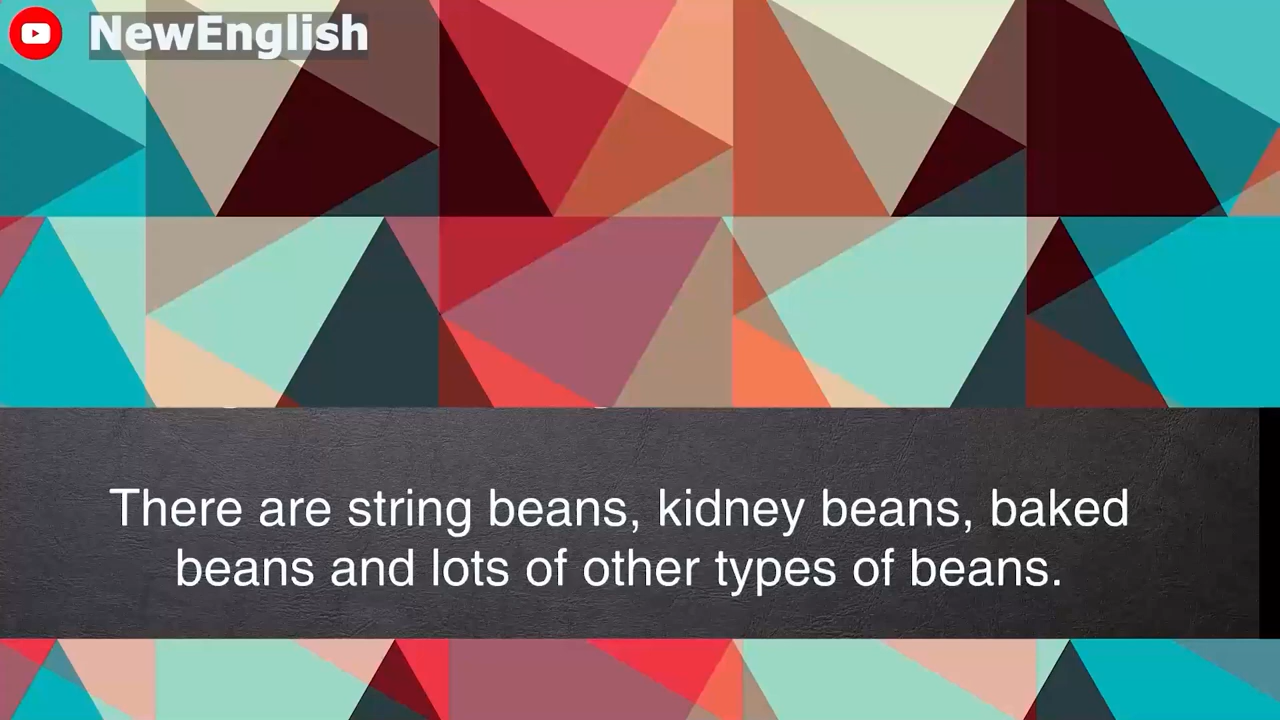 NewEnglish
There are string beans, kidney beans, baked
beans and lots of other types of beans.